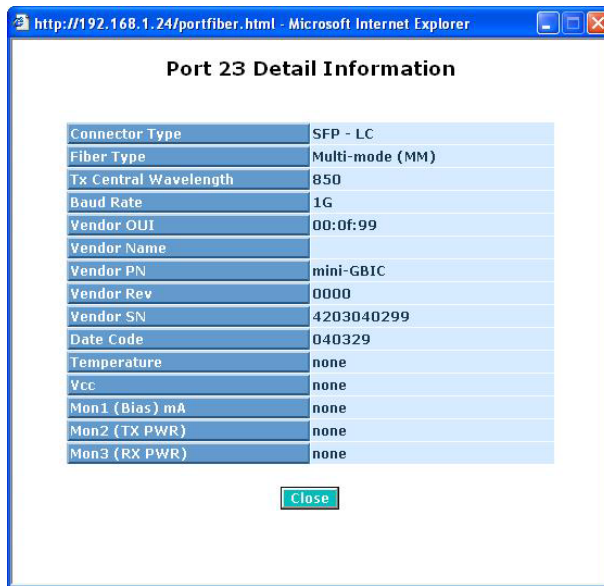 http://192.168.1.24/portfiber.html - Microsoft Internet Explorer
Port 23 Detail Information
Connector Type SFP - LC
Fiber Type Multi-mode (MM)
Tx Central Wavelength 850
Baud Rate 1G
Vendor OUI 00:0f:99
Vendor Name
Vendor PN mini-GBIC
Vendor Rev 0000
Vendor SN 4203040299
Date Code 040329
Temperature none
Vcc none
Mon1 (Bias) mA none
Mon2 (TX PWR) none
Mon3 (RX PWR) none
Close